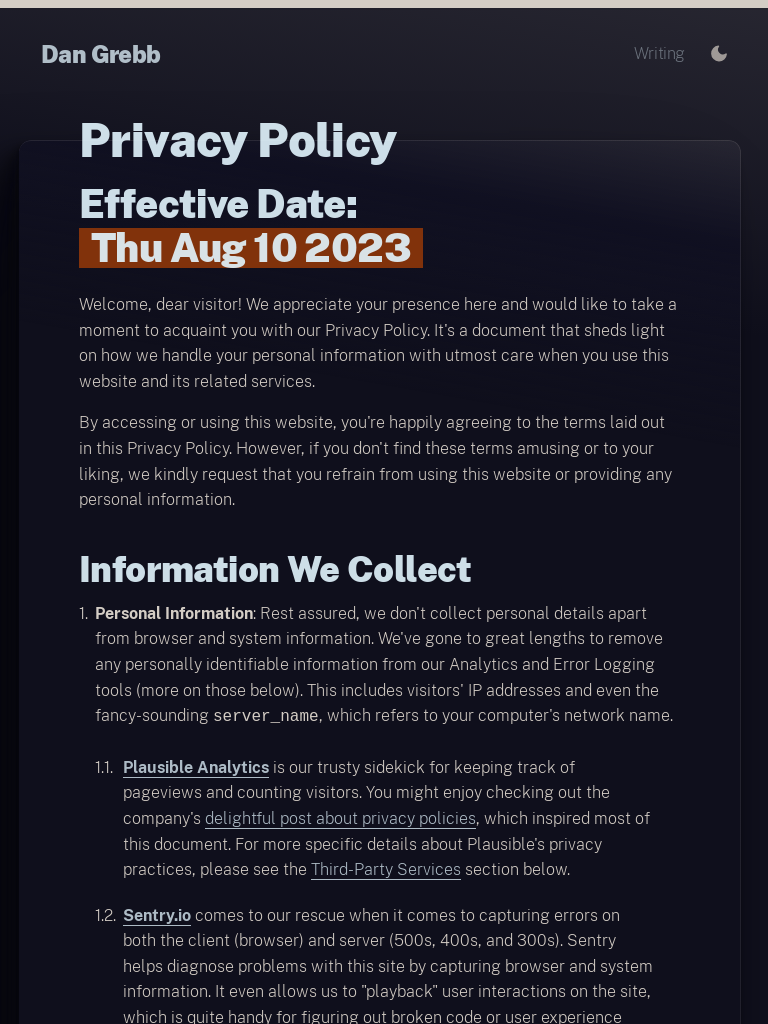 Dan Grebb
Writing
Privacy Policy
Effective Date:
Thu Aug 10 2023
Welcome, dear visitor! We appreciate your presence here and would like to take a
moment to acquaint you with our Privacy Policy. It's a document that sheds light
on how we handle your personal information with utmost care when you use this
website and its related services.
By accessing or using this website, you're happily agreeing to the terms laid out
in this Privacy Policy. However, if you don't find these terms amusing or to your
liking, we kindly request that you refrain from using this website or providing any
personal information.
Information We Collect
1. Personal Information: Rest assured, we don't collect personal details apart
from browser and system information. We've gone to great lengths to remove
any personally identifiable information from our Analytics and Error Logging
tools (more on those below). This includes visitors' IP addresses and even the
fancy-sounding server_name, which refers to your computer's network name.
1.1. Plausible Analytics is our trusty sidekick for keeping track of
pageviews and counting visitors. You might enjoy checking out the
company's delightful post about privacy policies, which inspired most of
this document. For more specific details about Plausible's privacy
practices, please see the Third-Party Services section below.
1.2. Sentry.io comes to our rescue when it comes to capturing errors on
both the client (browser) and server (500s, 400s, and 300s). Sentry
helps diagnose problems with this site by capturing browser and system
information. It even allows us to "playback" user interactions on the site,
which is quite handy for figuring out broken code or user experience